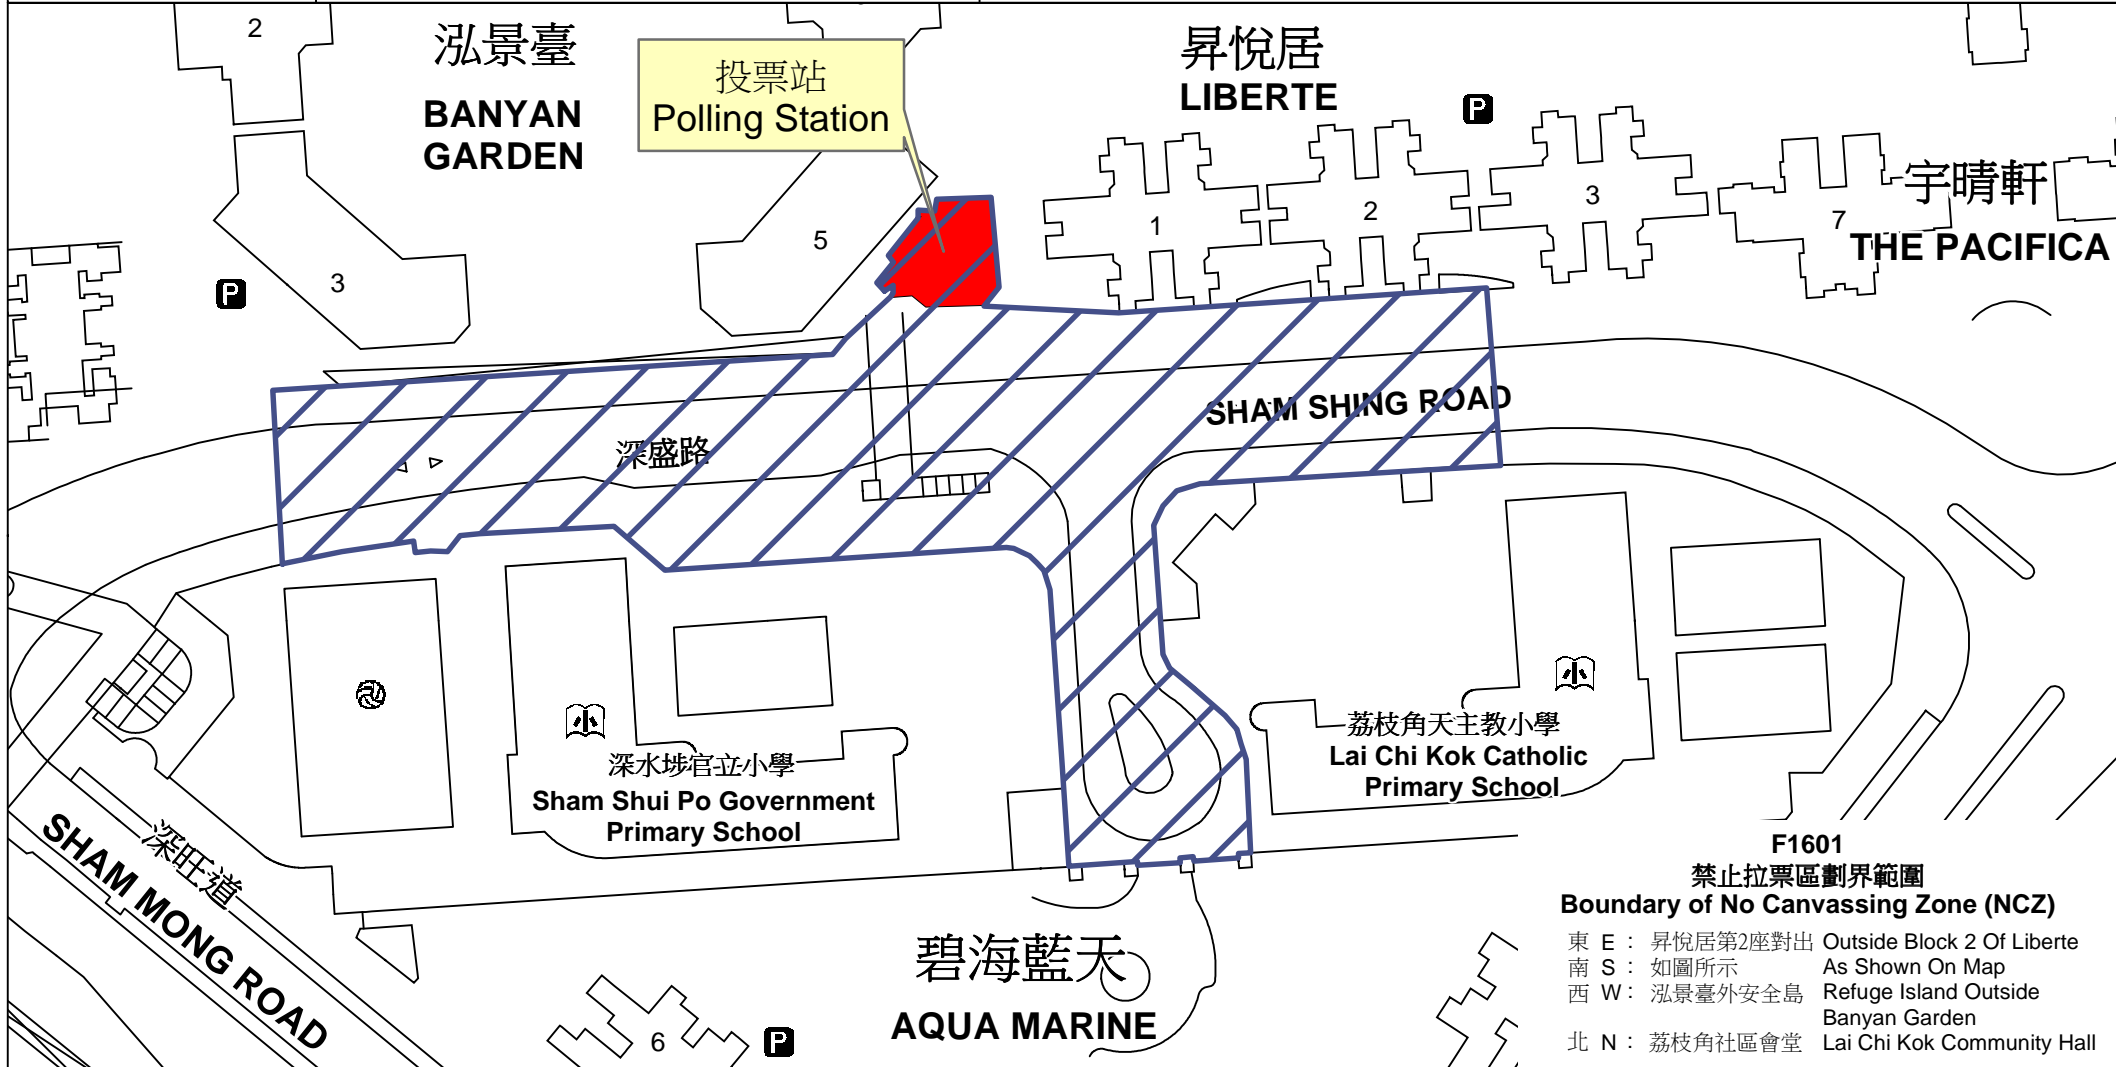 2
泓景臺
BANYAN
GARDEN
投票站
Polling Station
昇悅居
LIBERTE
P
宇晴軒
THE PACIFICA
1
2
3
7
5
3
P
SHAM SHING ROAD
深盛路
小
深水埗官立小學
Sham Shui Po Government
Primary School
小
荔枝角天主教小學
Lai Chi Kok Catholic
Primary School
深旺道
SHAM MONG ROAD
碧海藍天
AQUA MARINE
6
P
F1601
禁止拉票區劃界範圍
Boundary of No Canvassing Zone (NCZ)
東 E : 昇悅居第2座對出 Outside Block 2 Of Liberte
南 S : 如圖所示 As Shown On Map
西 W : 泓景臺外安全島 Refuge Island Outside
Banyan Garden
北 N : 荔枝角社區會堂 Lai Chi Kok Community Hall